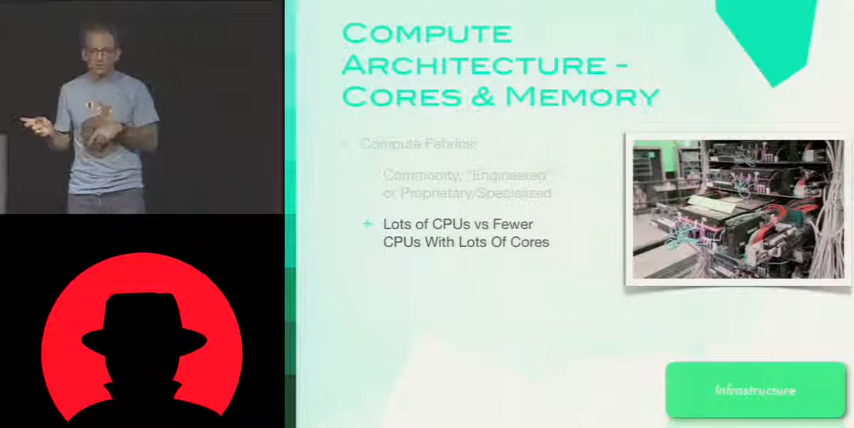 COMPUTE
ARCHITECTURE -
CORES & MEMORY
Compute Fabrics:
Commodity, "Engineered"
or Proprietary/Specialized
+ Lots of CPUs vs Fewer
CPUs With Lots Of Cores
Infrastructure